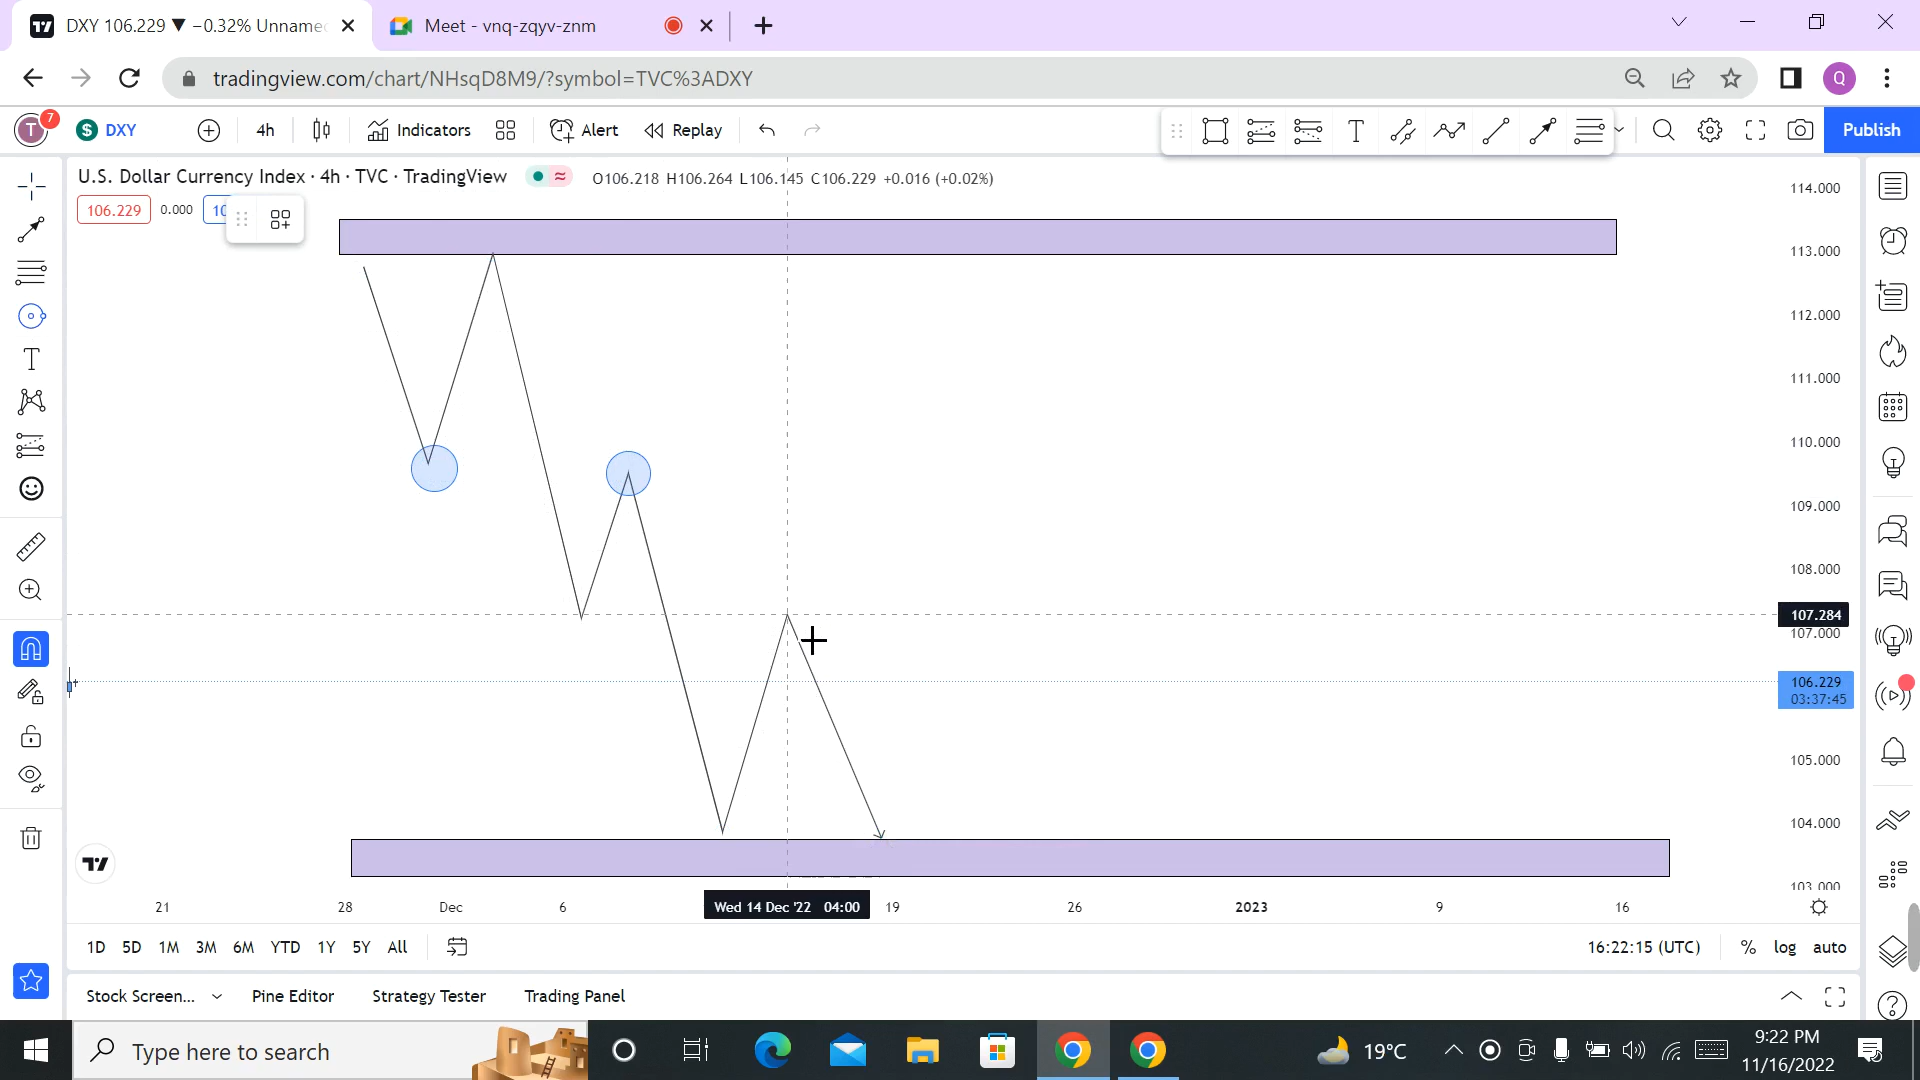 DXY 106.229 ▼ −0.32% Unname
Meet - vnq-zqyv-znm
tradingview.com/chart/NHsqD8M9/?symbol=TVC%3ADXY
Q
T
7
$
DXY
4h
Indicators
Alert
Replay
Publish
U.S. Dollar Currency Index · 4h · TVC · TradingView
O106.218 H106.264 L106.145 C106.229 +0.016 (+0.02%)
106.229
0.000
10
114.000
113.000
112.000
111.000
110.000
109.000
108.000
107.284
107.000
106.229
03:37:45
105.000
104.000
103.000
21
28
Dec
6
Wed 14 Dec '22 04:00
19
26
2023
9
16
1D 5D 1M 3M 6M YTD 1Y 5Y All
16:22:15 (UTC)
% log auto
Stock Screen...
Pine Editor
Strategy Tester
Trading Panel
Type here to search
19°C
9:22 PM
11/16/2022